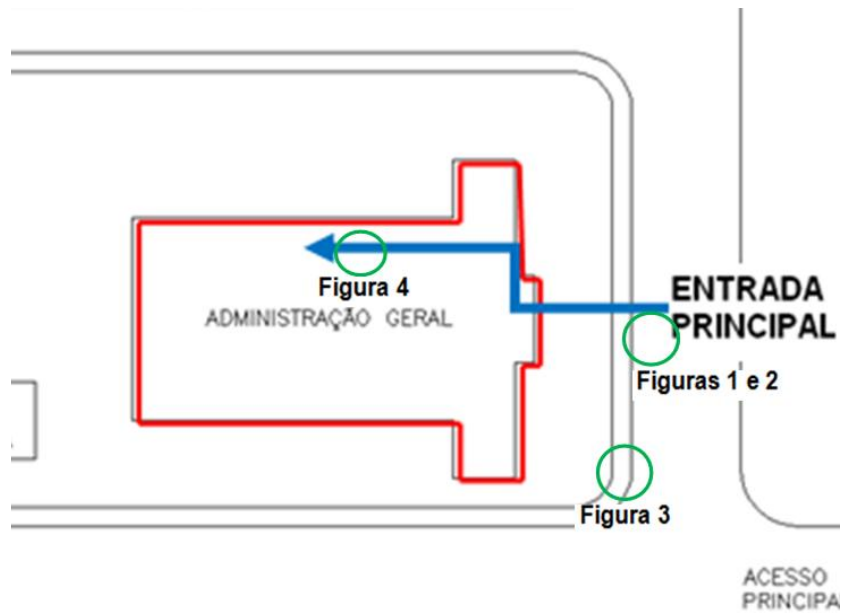 ENTRADA
PRINCIPAL
Figura 4
ADMINISTRAÇÃO GERAL
Figuras 1 e 2
Figura 3
ACESSO
PRINCIPA